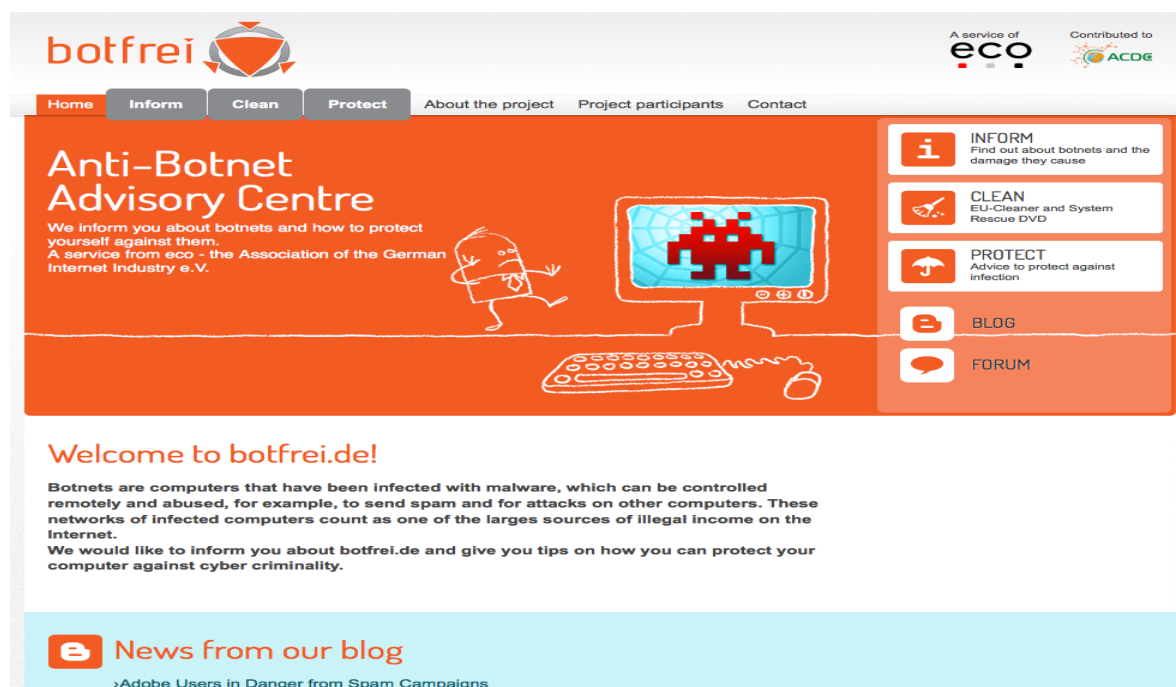 botfrei
A service of
eco
Contributed to
ACDC
Home
Inform
Clean
Protect
About the project
Project participants
Contact
Anti-Botnet
Advisory Centre
We inform you about botnets and how to protect
yourself against them.
A service from eco - the Association of the German
Internet Industry e.V.
i
INFORM
Find out about botnets and the
damage they cause
CLEAN
EU-Cleaner and System
Rescue DVD
PROTECT
Advice to protect against
infection
BLOG
FORUM
Welcome to botfrei.de!
Botnets are computers that have been infected with malware, which can be controlled
remotely and abused, for example, to send spam and for attacks on other computers. These
networks of infected computers count as one of the larges sources of illegal income on the
Internet.
We would like to inform you about botfrei.de and give you tips on how you can protect your
computer against cyber criminality.
News from our blog
›Adobe Users in Danger from Spam Campaigns